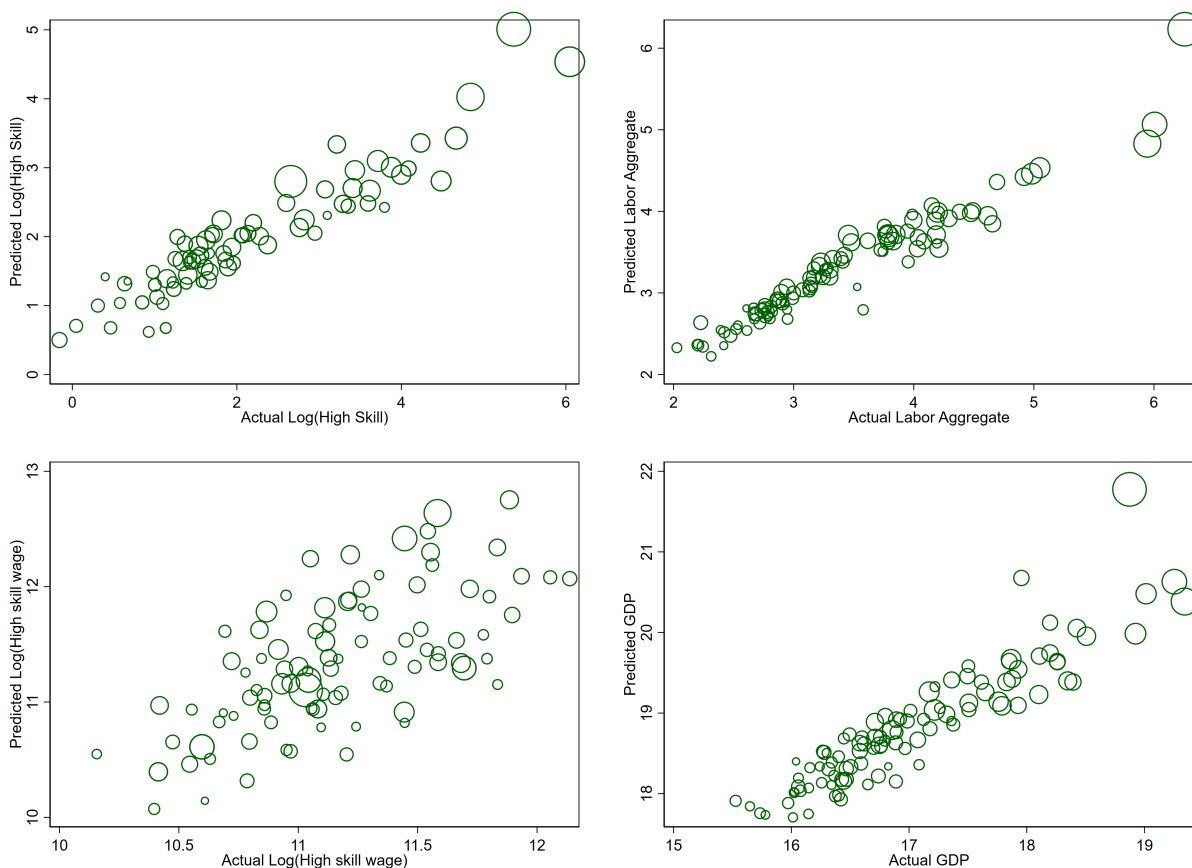 Predicted Log(High Skill)
5
4
3
2
1
0
0 2 4 6
Actual Log(High Skill)
Predicted Labor Aggregate
6
5
4
3
2
2 3 4 5 6
Actual Labor Aggregate
Predicted Log(High skill wage)
13
12
11
10
10 10.5 11 11.5 12
Actual Log(High skill wage)
Predicted GDP
22
21
20
19
18
15 16 17 18 19
Actual GDP